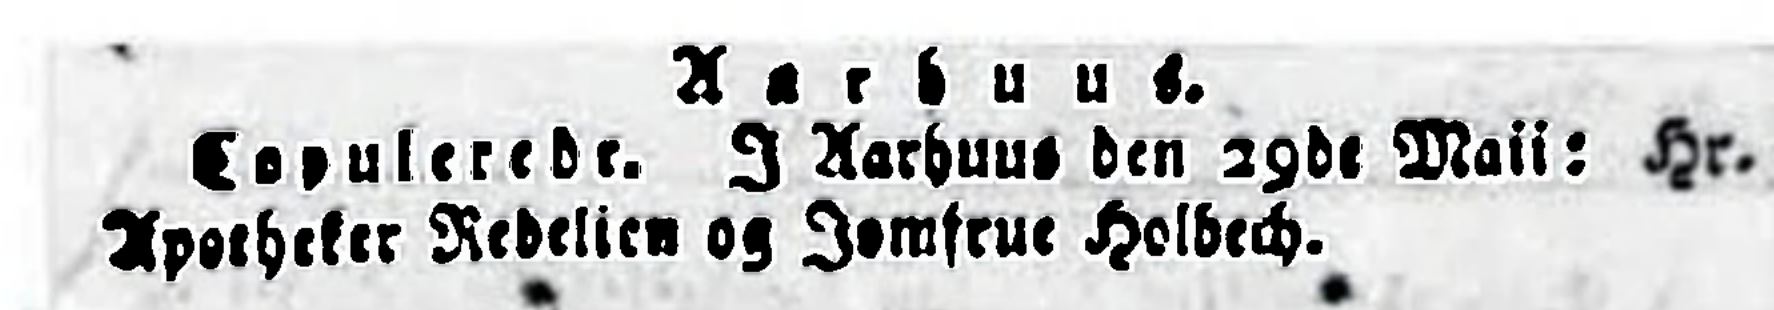 Aarhuus.
Copulerede. I Aarhuus den 29de Maii: Hr.
Apotheker Rebelien og Jomfrue Holbech.